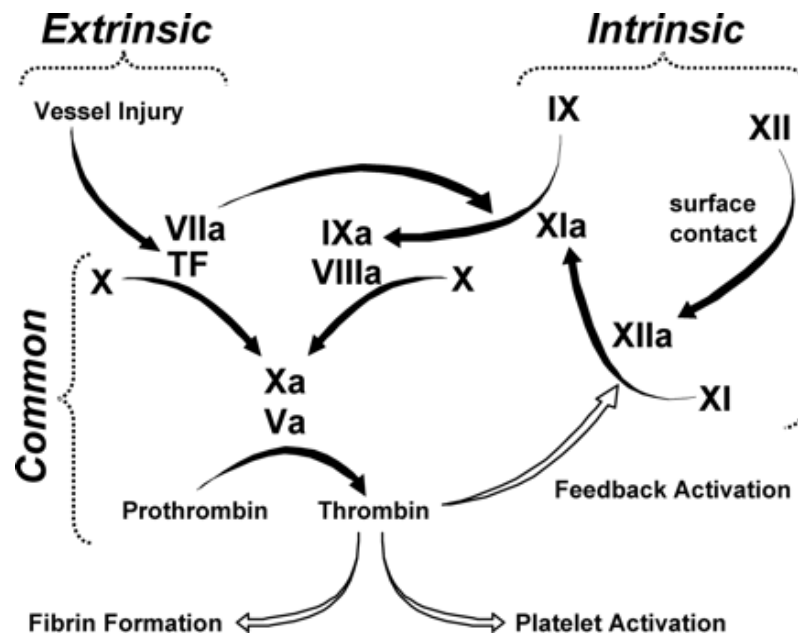 Extrinsic
Intrinsic
Vessel Injury
IX
XII
VIIa
TF
IXa
VIIIa
XIa
surface
contact
X
X
XIIa
Xa
Va
XI
Common
Prothrombin
Thrombin
Feedback Activation
Fibrin Formation
Platelet Activation